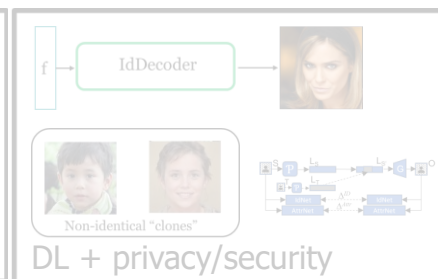 f
IdDecoder
Non-identical "clones"
S
P
G
O
DL + privacy/security